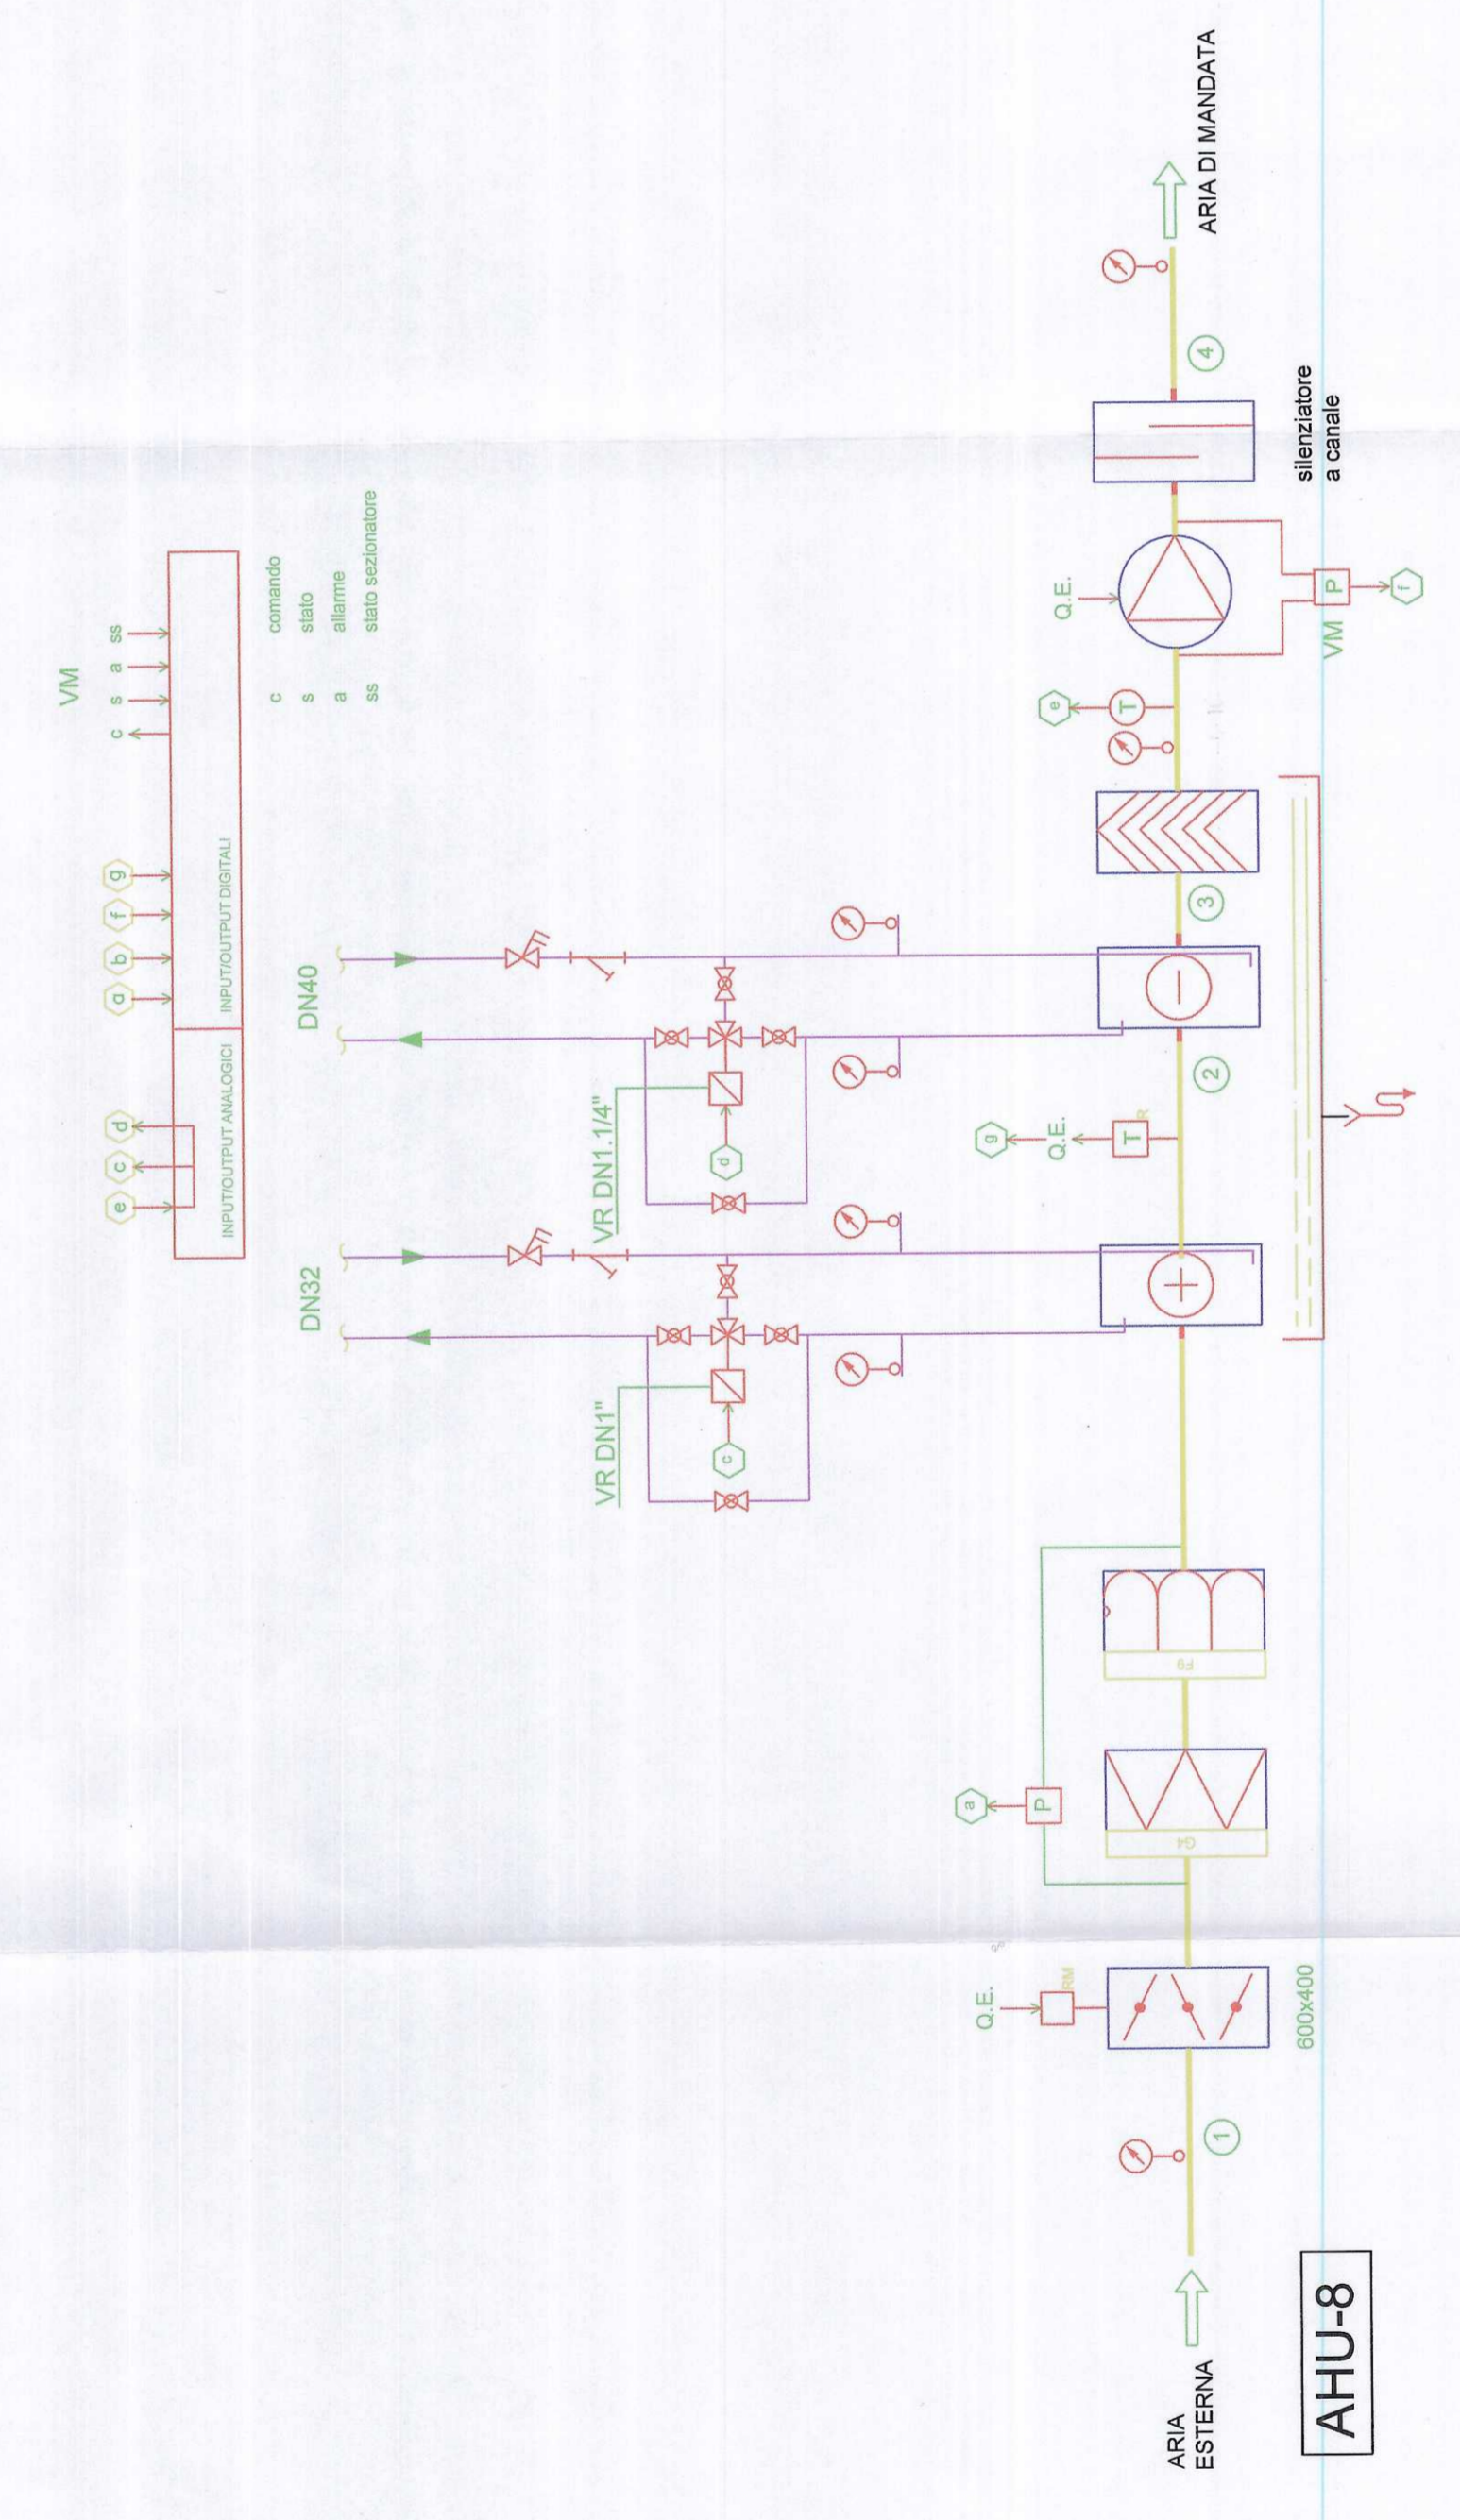 VM
e
c
d
a
b
f
g
c
s
a
ss
INPUT/OUTPUT ANALOGICI
INPUT/OUTPUT DIGITALI
c comando
s stato
a allarme
ss stato sezionatore
DN32
DN40
VR DN1"
VR DN1.1/4"
c
d
Q.E.
RM
a
P
g
Q.E.
T
R
e
T
Q.E.
ARIA
ESTERNA
1
G4
F9
2
3
4
ARIA DI MANDATA
600x400
silenziatore
a canale
VM
P
f
AHU-8